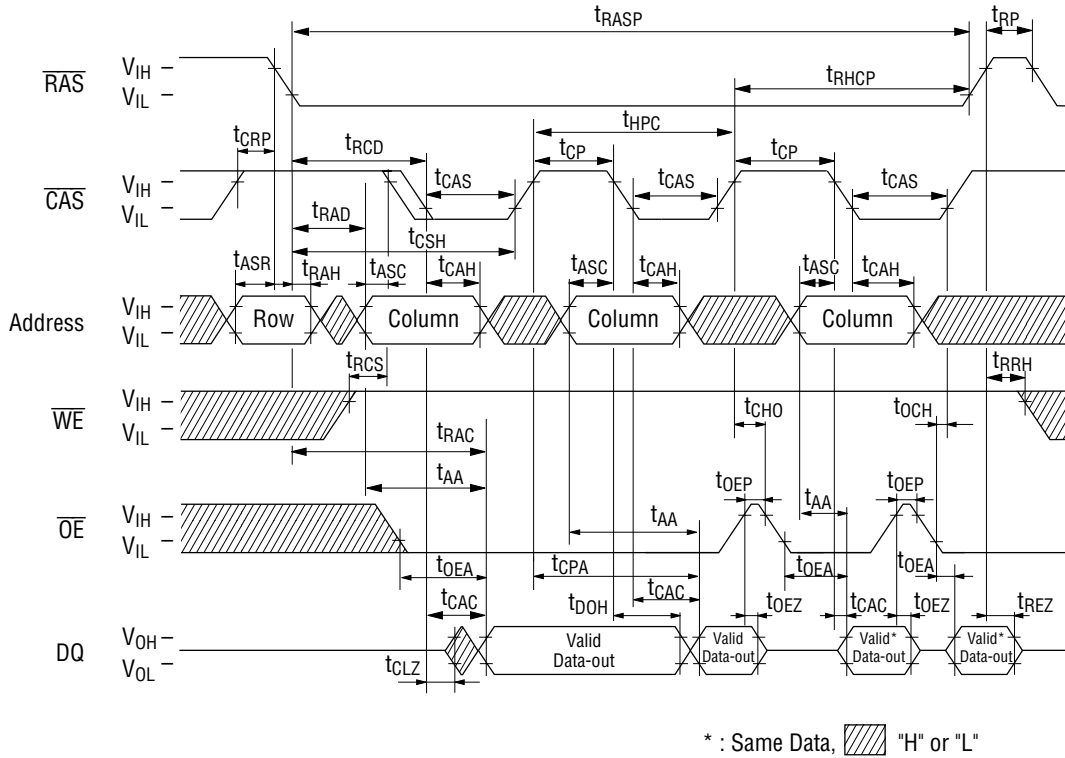 tRASP tRP
RAS VIH VIL tRHCP
tCRP tRCD tHPC tCP tCP
CAS VIH VIL tCAS tCAS tCAS
tRAD tCSH
tASR tRAH tASC tCAH tASC tCAH tASC tCAH
Address VIH VIL Row Column Column Column
tRCS tRRH
WE VIH VIL tCHO tOCH
tRAC
tAA tOEP tOEP
OE VIH VIL tAA tAA
tOEA tCPA tOEA tOEA
tCAC tDOH tCAC tOEZ tCAC tOEZ tREZ
DQ VOH VOL Valid Data-out Valid Data-out Valid* Data-out Valid* Data-out
tCLZ
* : Same Data, "H" or "L"